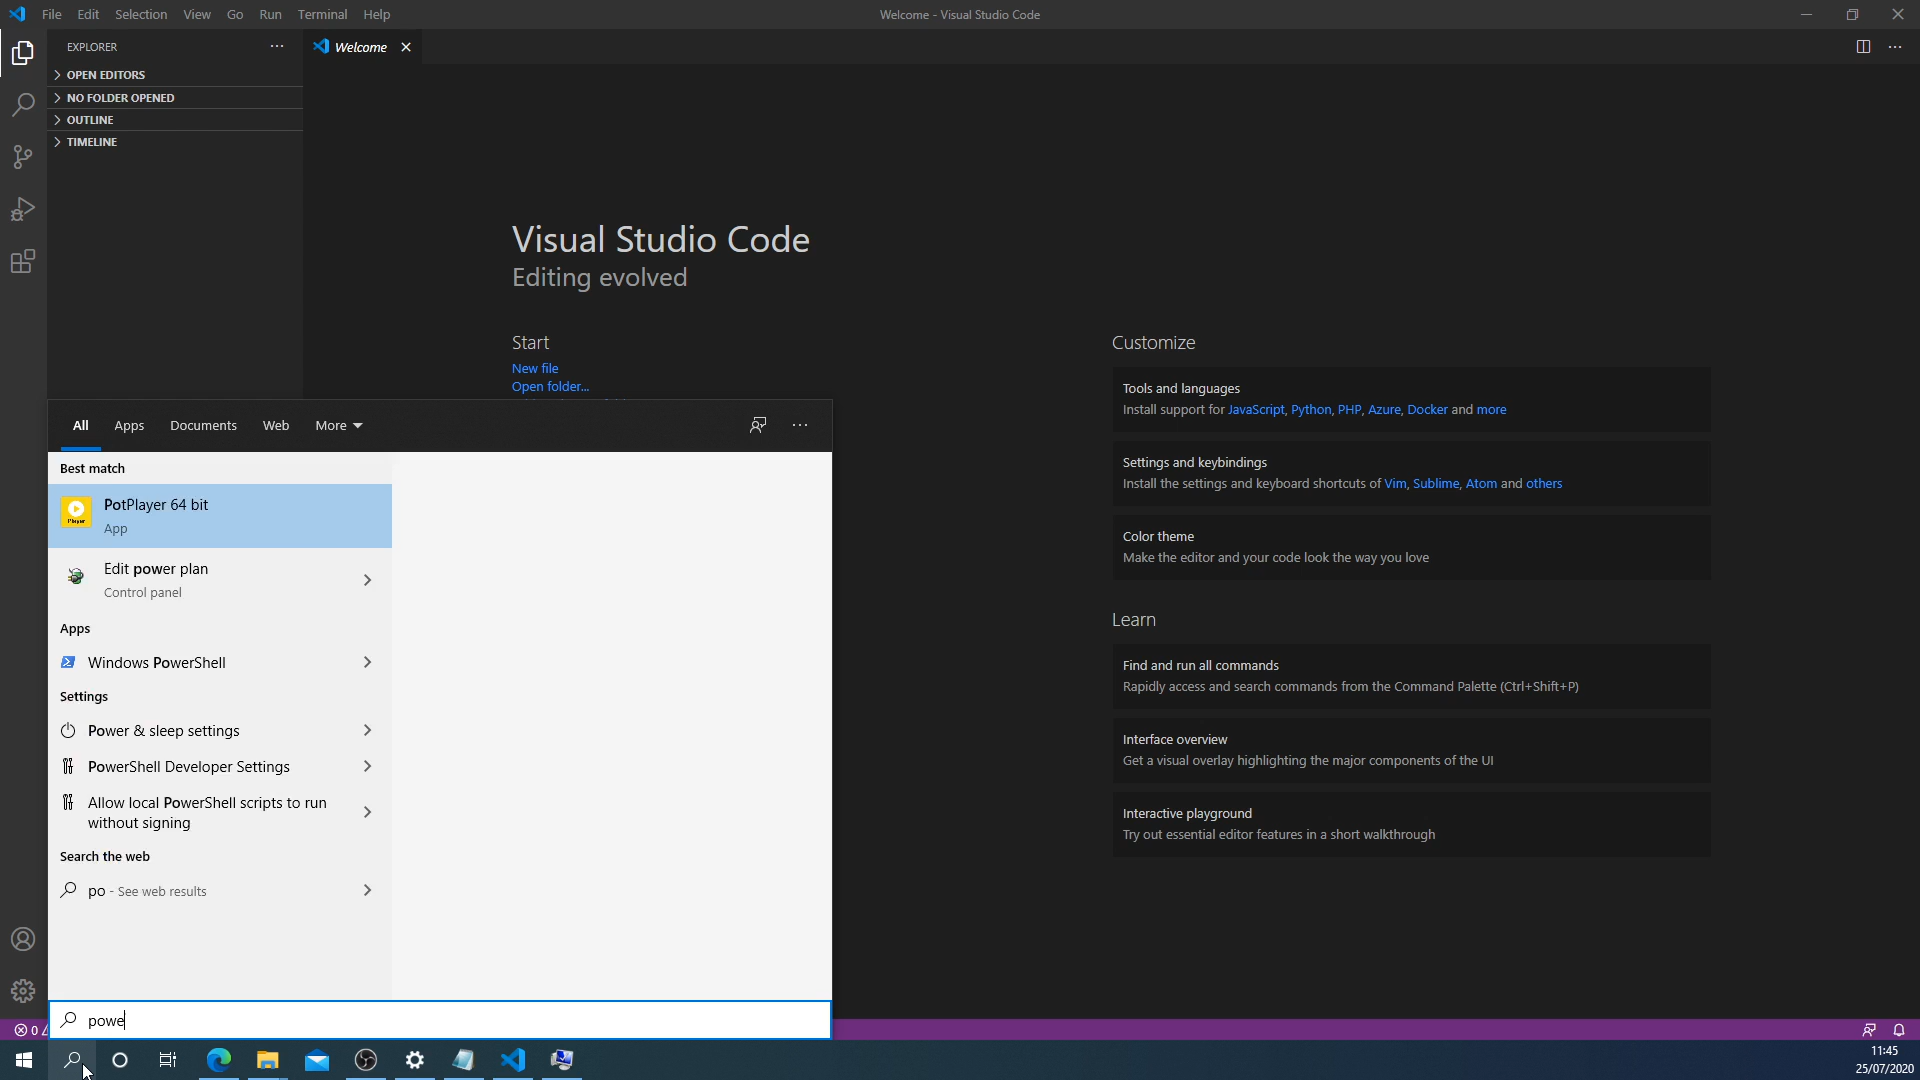 File Edit Selection View Go Run Terminal Help
Welcome - Visual Studio Code
EXPLORER
Welcome
OPEN EDITORS
NO FOLDER OPENED
OUTLINE
TIMELINE
Visual Studio Code
Editing evolved
Start
New file
Open folder...
Customize
Tools and languages
Install support for JavaScript, Python, PHP, Azure, Docker and more
Settings and keybindings
Install the settings and keyboard shortcuts of Vim, Sublime, Atom and others
Color theme
Make the editor and your code look the way you love
Learn
Find and run all commands
Rapidly access and search commands from the Command Palette (Ctrl+Shift+P)
Interface overview
Get a visual overlay highlighting the major components of the UI
Interactive playground
Try out essential editor features in a short walkthrough
All Apps Documents Web More
Best match
PotPlayer 64 bit
App
Player
Edit power plan
Control panel
Apps
Windows PowerShell
Settings
Power & sleep settings
PowerShell Developer Settings
Allow local PowerShell scripts to run
without signing
Search the web
po - See web results
powe
0
11:45
25/07/2020